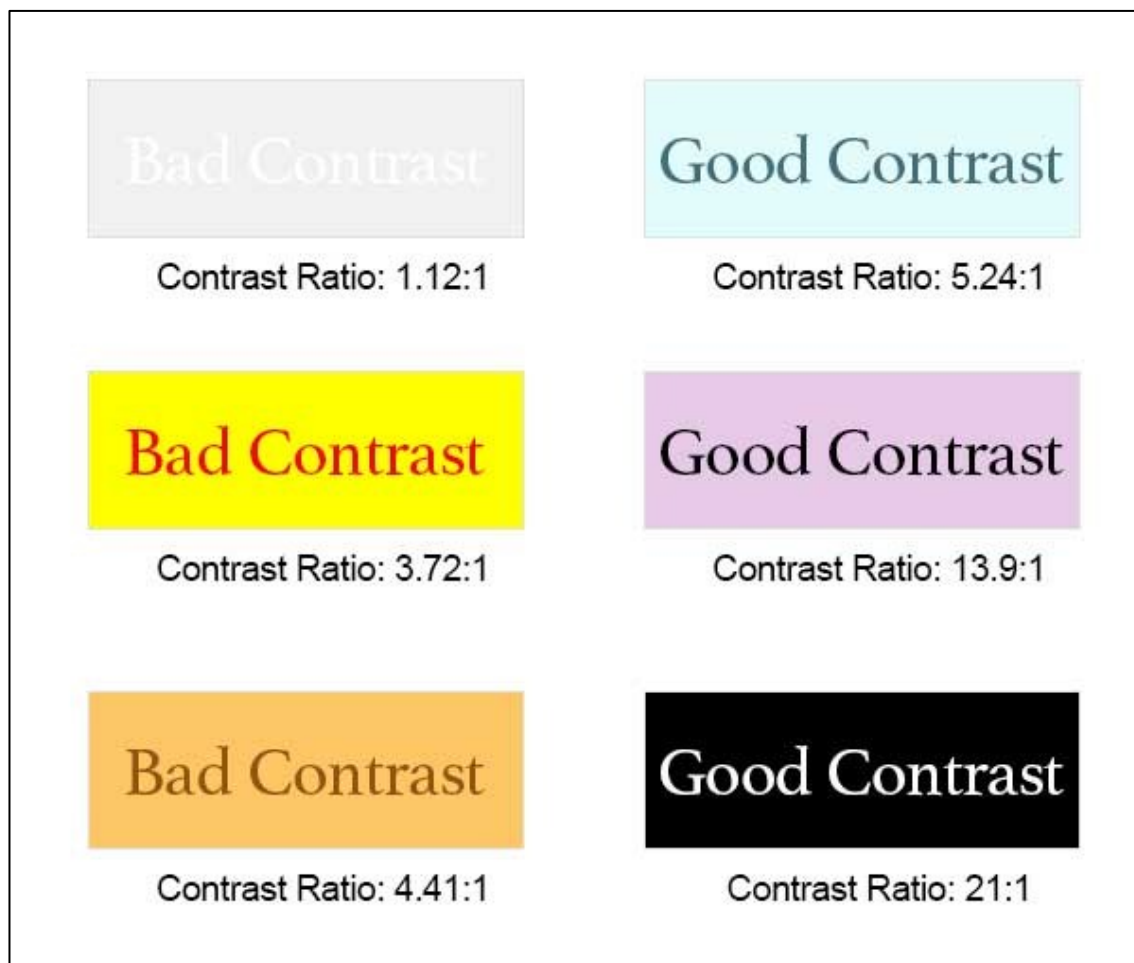 Bad Contrast
Good Contrast
Contrast Ratio: 1.12:1
Contrast Ratio: 5.24:1
Bad Contrast
Good Contrast
Contrast Ratio: 3.72:1
Contrast Ratio: 13.9:1
Bad Contrast
Good Contrast
Contrast Ratio: 4.41:1
Contrast Ratio: 21:1